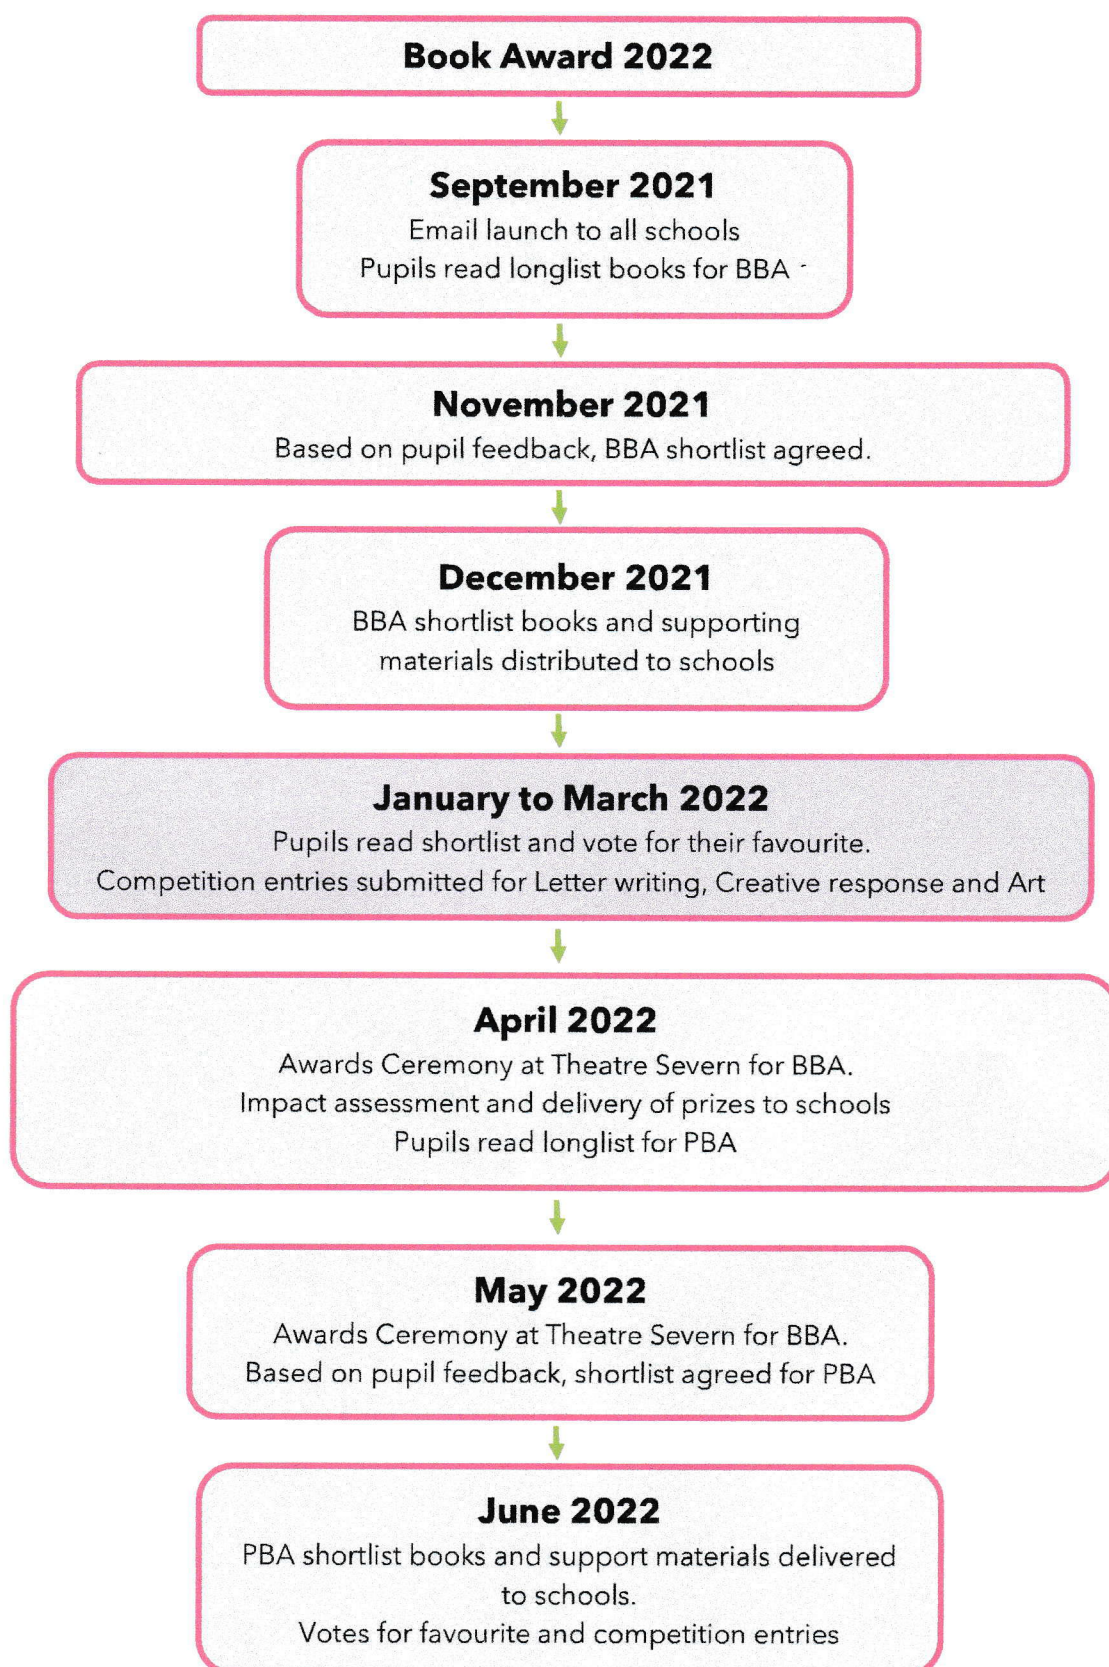 Book Award 2022
September 2021
Email launch to all schools
Pupils read longlist books for BBA
November 2021
Based on pupil feedback, BBA shortlist agreed.
December 2021
BBA shortlist books and supporting
materials distributed to schools
January to March 2022
Pupils read shortlist and vote for their favourite.
Competition entries submitted for Letter writing, Creative response and Art
April 2022
Awards Ceremony at Theatre Severn for BBA.
Impact assessment and delivery of prizes to schools
Pupils read longlist for PBA
May 2022
Awards Ceremony at Theatre Severn for BBA.
Based on pupil feedback, shortlist agreed for PBA
June 2022
PBA shortlist books and support materials delivered
to schools.
Votes for favourite and competition entries